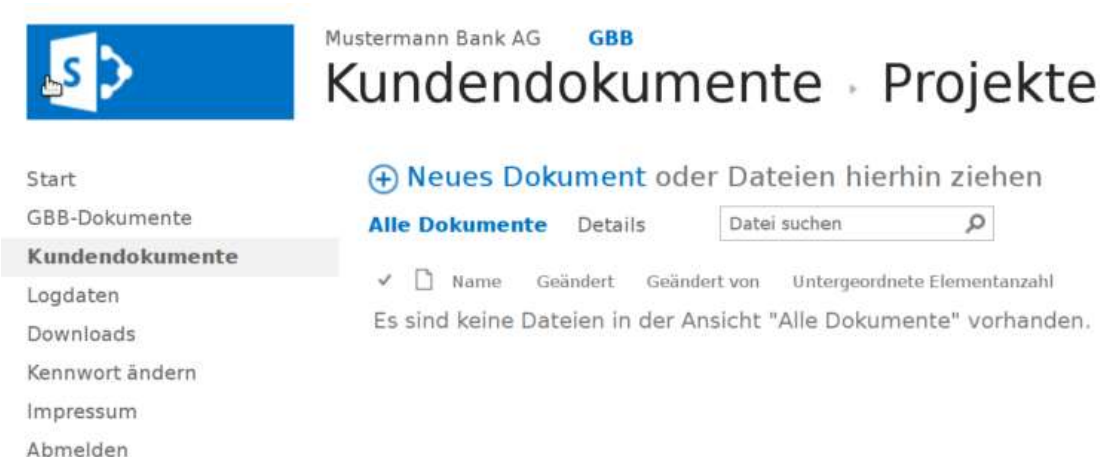 Mustermann Bank AG GBB
Kundendokumente Projekte
Start
GBB-Dokumente
Kundendokumente
Logdaten
Downloads
Kennwort ändern
Impressum
Abmelden
Neues Dokument oder Dateien hierhin ziehen
Alle Dokumente Details Datei suchen
Name Geändert Geändert von Untergeordnete Elementanzahl
Es sind keine Dateien in der Ansicht "Alle Dokumente" vorhanden.